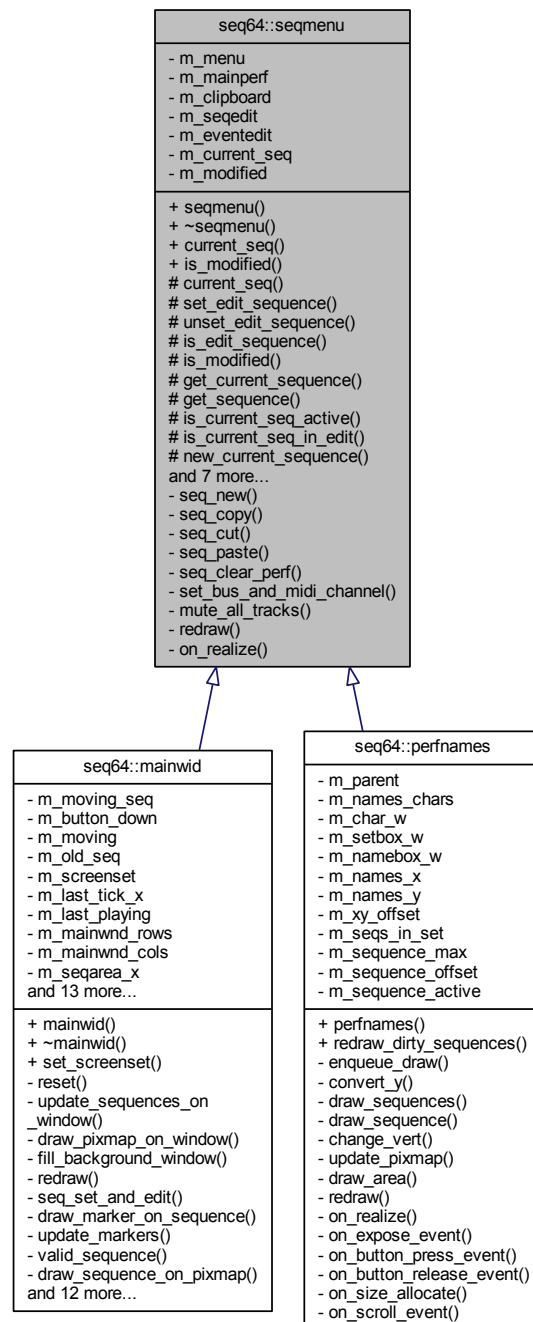 seq64::seqmenu
- m_menu
- m_mainperf
- m_clipboard
- m_seqedit
- m_eventedit
- m_current_seq
- m_modified
+ seqmenu()
+ ~seqmenu()
+ current_seq()
+ is_modified()
# current_seq()
# set_edit_sequence()
# unset_edit_sequence()
# is_edit_sequence()
# is_modified()
# get_current_sequence()
# get_sequence()
# is_current_seq_active()
# is_current_seq_in_edit()
# new_current_sequence()
and 7 more...
- seq_new()
- seq_copy()
- seq_cut()
- seq_paste()
- seq_clear_perf()
- set_bus_and_midi_channel()
- mute_all_tracks()
- redraw()
- on_realize()
seq64::mainwid
- m_moving_seq
- m_button_down
- m_moving
- m_old_seq
- m_screenset
- m_last_tick_x
- m_last_playing
- m_mainwnd_rows
- m_mainwnd_cols
- m_seqarea_x
and 13 more...
+ mainwid()
+ ~mainwid()
+ set_screenset()
- reset()
- update_sequences_on
_window()
- draw_pixmap_on_window()
- fill_background_window()
- redraw()
- seq_set_and_edit()
- draw_marker_on_sequence()
- update_markers()
- valid_sequence()
- draw_sequence_on_pixmap()
and 12 more...
seq64::perfnames
- m_parent
- m_names_chars
- m_char_w
- m_setbox_w
- m_namebox_w
- m_names_x
- m_names_y
- m_xy_offset
- m_seqs_in_set
- m_sequence_max
- m_sequence_offset
- m_sequence_active
+ perfnames()
+ redraw_dirty_sequences()
- enqueue_draw()
- convert_y()
- draw_sequences()
- draw_sequence()
- change_vert()
- update_pixmap()
- draw_area()
- redraw()
- on_realize()
- on_expose_event()
- on_button_press_event()
- on_button_release_event()
- on_size_allocate()
- on_scroll_event()